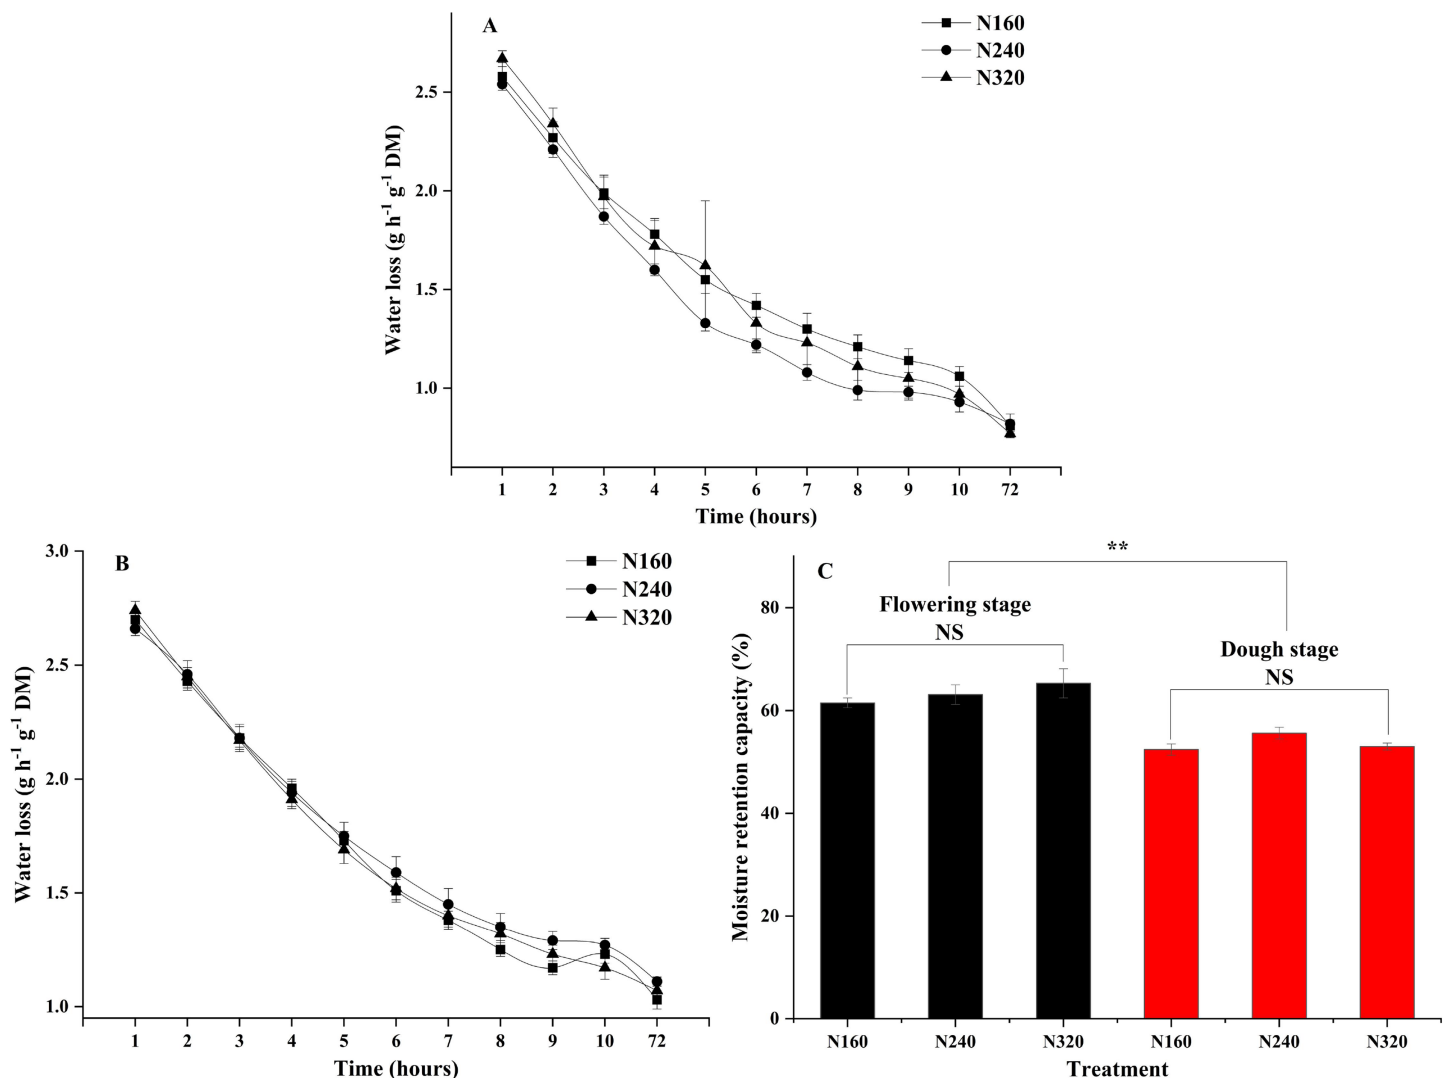 A
N160
N240
N320
2.5
2.0
1.5
1.0
Water loss (g h⁻¹ g⁻¹ DM)
1 2 3 4 5 6 7 8 9 10 72
Time (hours)
B
N160
N240
N320
3.0
2.5
2.0
1.5
1.0
Water loss (g h⁻¹ g⁻¹ DM)
1 2 3 4 5 6 7 8 9 10 72
Time (hours)
C
**
Flowering stage
NS
Dough stage
NS
80
60
40
20
0
Moisture retention capacity (%)
N160 N240 N320 N160 N240 N320
Treatment